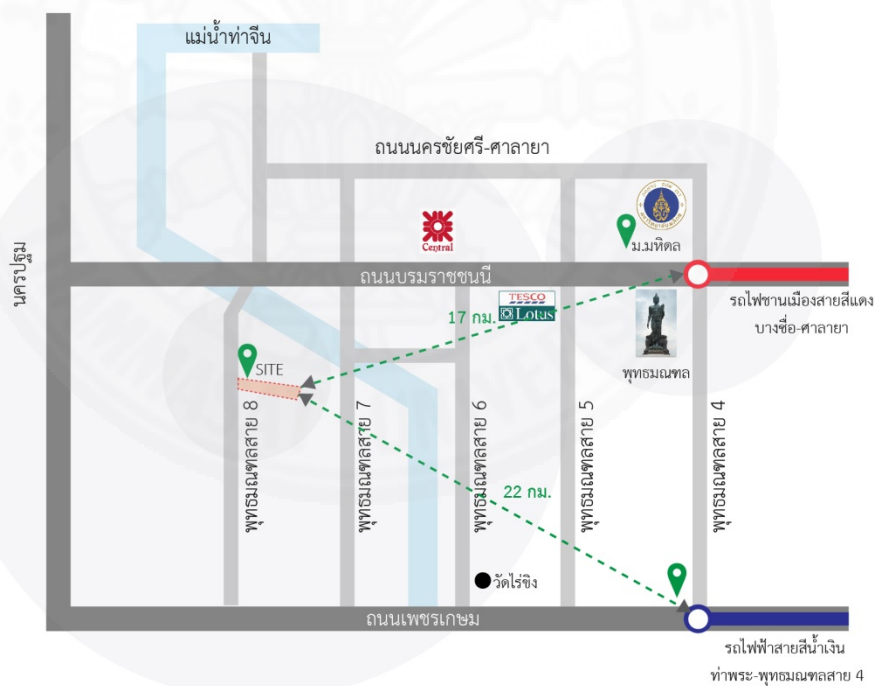 แม่น้ำท่าจีน
ถนนนครชัยศรี-ศาลายา
Central
ม.มหิดล
นครปฐม
ถนนบรมราชชนนี
TESCO
Lotus
17 กม.
รถไฟชานเมืองสายสีแดง
บางซื่อ-ศาลายา
พุทธมณฑล
SITE
พุทธมณฑลสาย 8
พุทธมณฑลสาย 7
พุทธมณฑลสาย 6
พุทธมณฑลสาย 5
พุทธมณฑลสาย 4
22 กม.
วัดไร่ขิง
ถนนเพชรเกษม
รถไฟฟ้าสายสีน้ำเงิน
ท่าพระ-พุทธมณฑลสาย 4